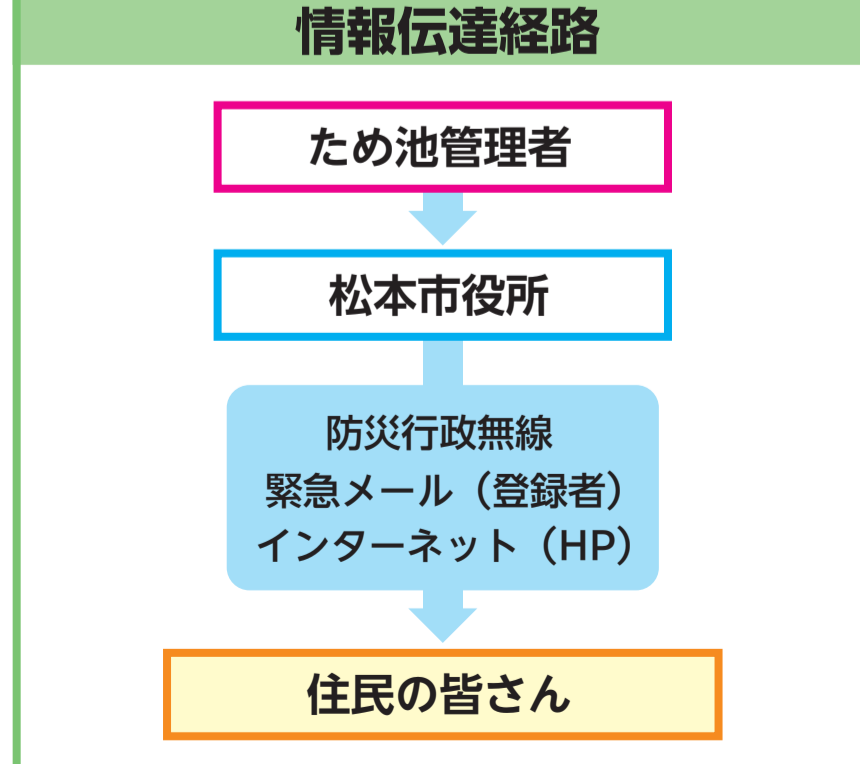 情報伝達経路
ため池管理者
松本市役所
防災行政無線
緊急メール（登録者）
インターネット（HP）
住民の皆さん